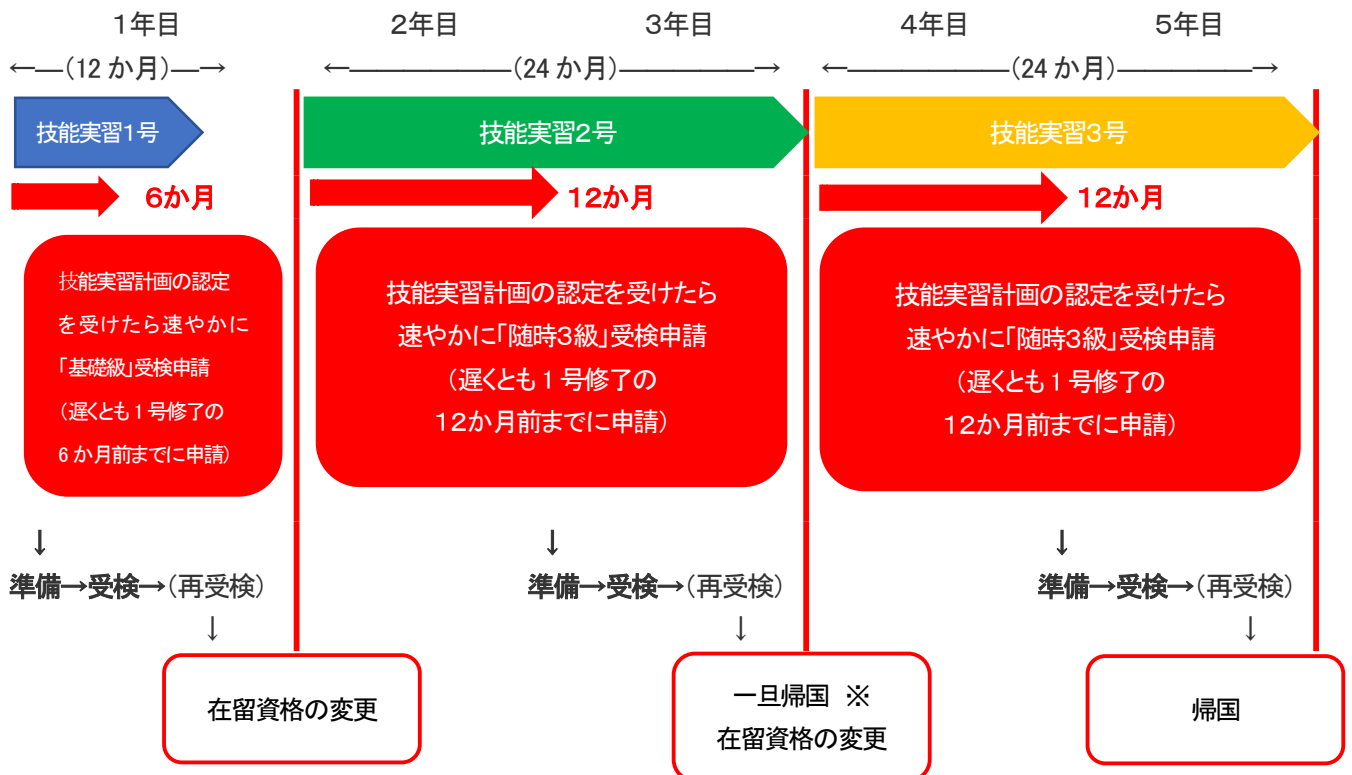 1年目 2年目 3年目 4年目 5年目
←—(12か月)—→ ←——————(24か月)——————→ ←——————(24か月)—————→
技能実習1号 技能実習2号 技能実習3号
6か月 12か月 12か月
技能実習計画の認定
を受けたら速やかに
「基礎級」受検申請
(遅くとも1号修了の
6か月前までに申請)
技能実習計画の認定を受けたら
速やかに「随時3級」受検申請
(遅くとも1号修了の
12か月前までに申請)
技能実習計画の認定を受けたら
速やかに「随時3級」受検申請
(遅くとも1号修了の
12か月前までに申請)
↓ ↓ ↓
準備→受検→(再受検) 準備→受検→(再受検) 準備→受検→(再受検)
↓ ↓ ↓
在留資格の変更
一旦帰国 ※
在留資格の変更
帰国